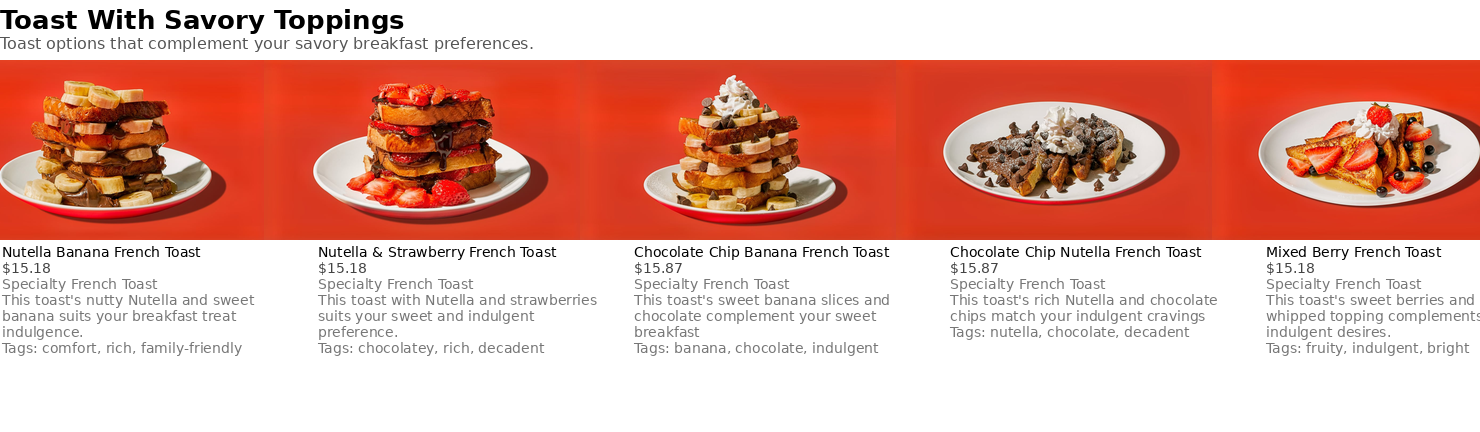 Toast With Savory Toppings
Toast options that complement your savory breakfast preferences.
Nutella Banana French Toast
$15.18
Specialty French Toast
This toast's nutty Nutella and sweet
banana suits your breakfast treat
indulgence.
Tags: comfort, rich, family-friendly
Nutella & Strawberry French Toast
$15.18
Specialty French Toast
This toast with Nutella and strawberries
suits your sweet and indulgent
preference.
Tags: chocolatey, rich, decadent
Chocolate Chip Banana French Toast
$15.87
Specialty French Toast
This toast's sweet banana slices and
chocolate complement your sweet
breakfast
Tags: banana, chocolate, indulgent
Chocolate Chip Nutella French Toast
$15.87
Specialty French Toast
This toast's rich Nutella and chocolate
chips match your indulgent cravings
Tags: nutella, chocolate, decadent
Mixed Berry French Toast
$15.18
Specialty French Toast
This toast's sweet berries and
whipped topping complements
indulgent desires.
Tags: fruity, indulgent, bright